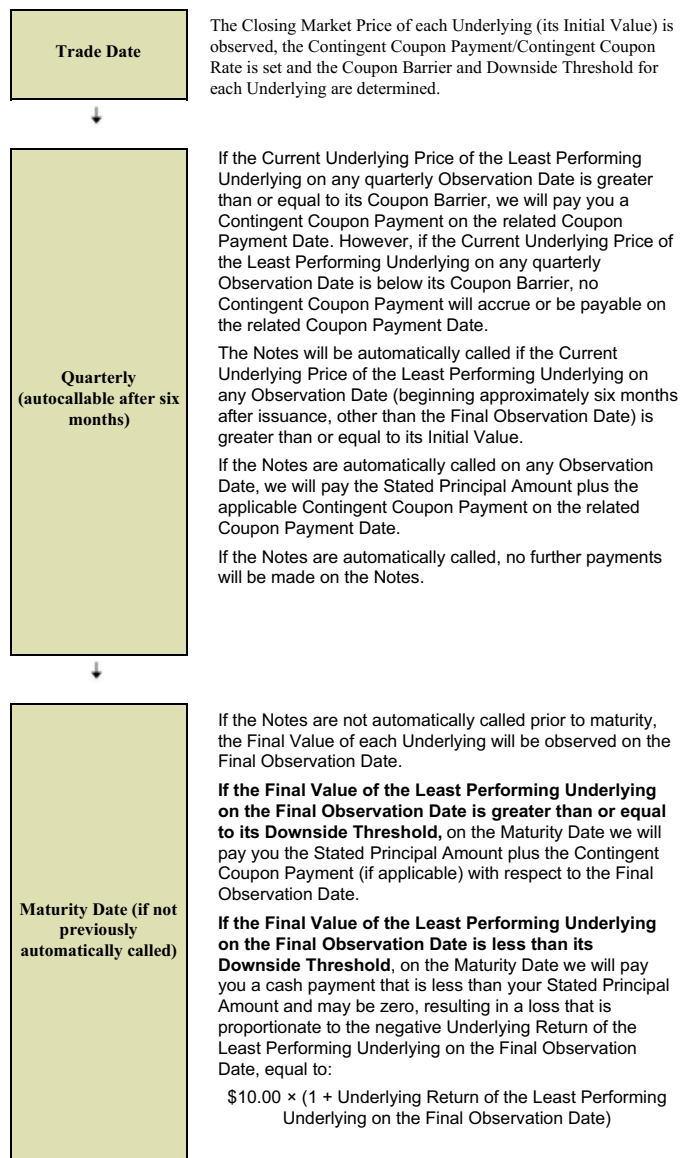 Trade Date
The Closing Market Price of each Underlying (its Initial Value) is
observed, the Contingent Coupon Payment/Contingent Coupon
Rate is set and the Coupon Barrier and Downside Threshold for
each Underlying are determined.
↓
Quarterly
(autocallable after six
months)
If the Current Underlying Price of the Least Performing
Underlying on any quarterly Observation Date is greater
than or equal to its Coupon Barrier, we will pay you a
Contingent Coupon Payment on the related Coupon
Payment Date. However, if the Current Underlying Price of
the Least Performing Underlying on any quarterly
Observation Date is below its Coupon Barrier, no
Contingent Coupon Payment will accrue or be payable on
the related Coupon Payment Date.
The Notes will be automatically called if the Current
Underlying Price of the Least Performing Underlying on
any Observation Date (beginning approximately six months
after issuance, other than the Final Observation Date) is
greater than or equal to its Initial Value.
If the Notes are automatically called on any Observation
Date, we will pay the Stated Principal Amount plus the
applicable Contingent Coupon Payment on the related
Coupon Payment Date.
If the Notes are automatically called, no further payments
will be made on the Notes.
↓
Maturity Date (if not
previously
automatically called)
If the Notes are not automatically called prior to maturity,
the Final Value of each Underlying will be observed on the
Final Observation Date.
If the Final Value of the Least Performing Underlying
on the Final Observation Date is greater than or equal
to its Downside Threshold, on the Maturity Date we will
pay you the Stated Principal Amount plus the Contingent
Coupon Payment (if applicable) with respect to the Final
Observation Date.
If the Final Value of the Least Performing Underlying
on the Final Observation Date is less than its
Downside Threshold, on the Maturity Date we will pay
you a cash payment that is less than your Stated Principal
Amount and may be zero, resulting in a loss that is
proportionate to the negative Underlying Return of the
Least Performing Underlying on the Final Observation
Date, equal to:
$10.00 × (1 + Underlying Return of the Least Performing
Underlying on the Final Observation Date)